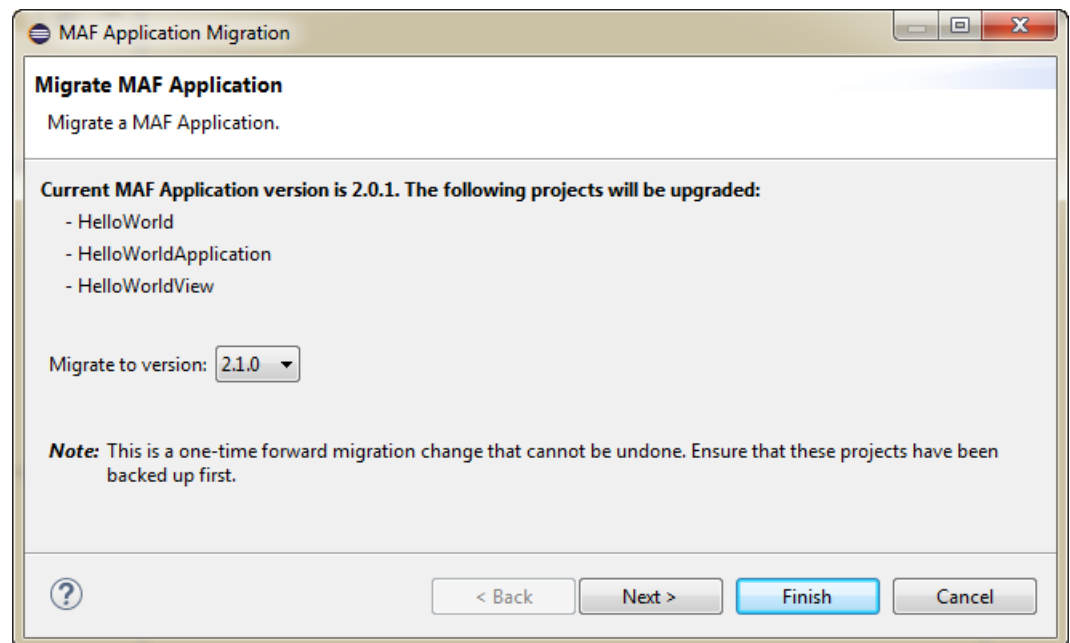 MAF Application Migration
Migrate MAF Application
Migrate a MAF Application.
Current MAF Application version is 2.0.1. The following projects will be upgraded:
- HelloWorld
- HelloWorldApplication
- HelloWorldView
Migrate to version: 2.1.0
Note: This is a one-time forward migration change that cannot be undone. Ensure that these projects have been
backed up first.
? < Back Next > Finish Cancel